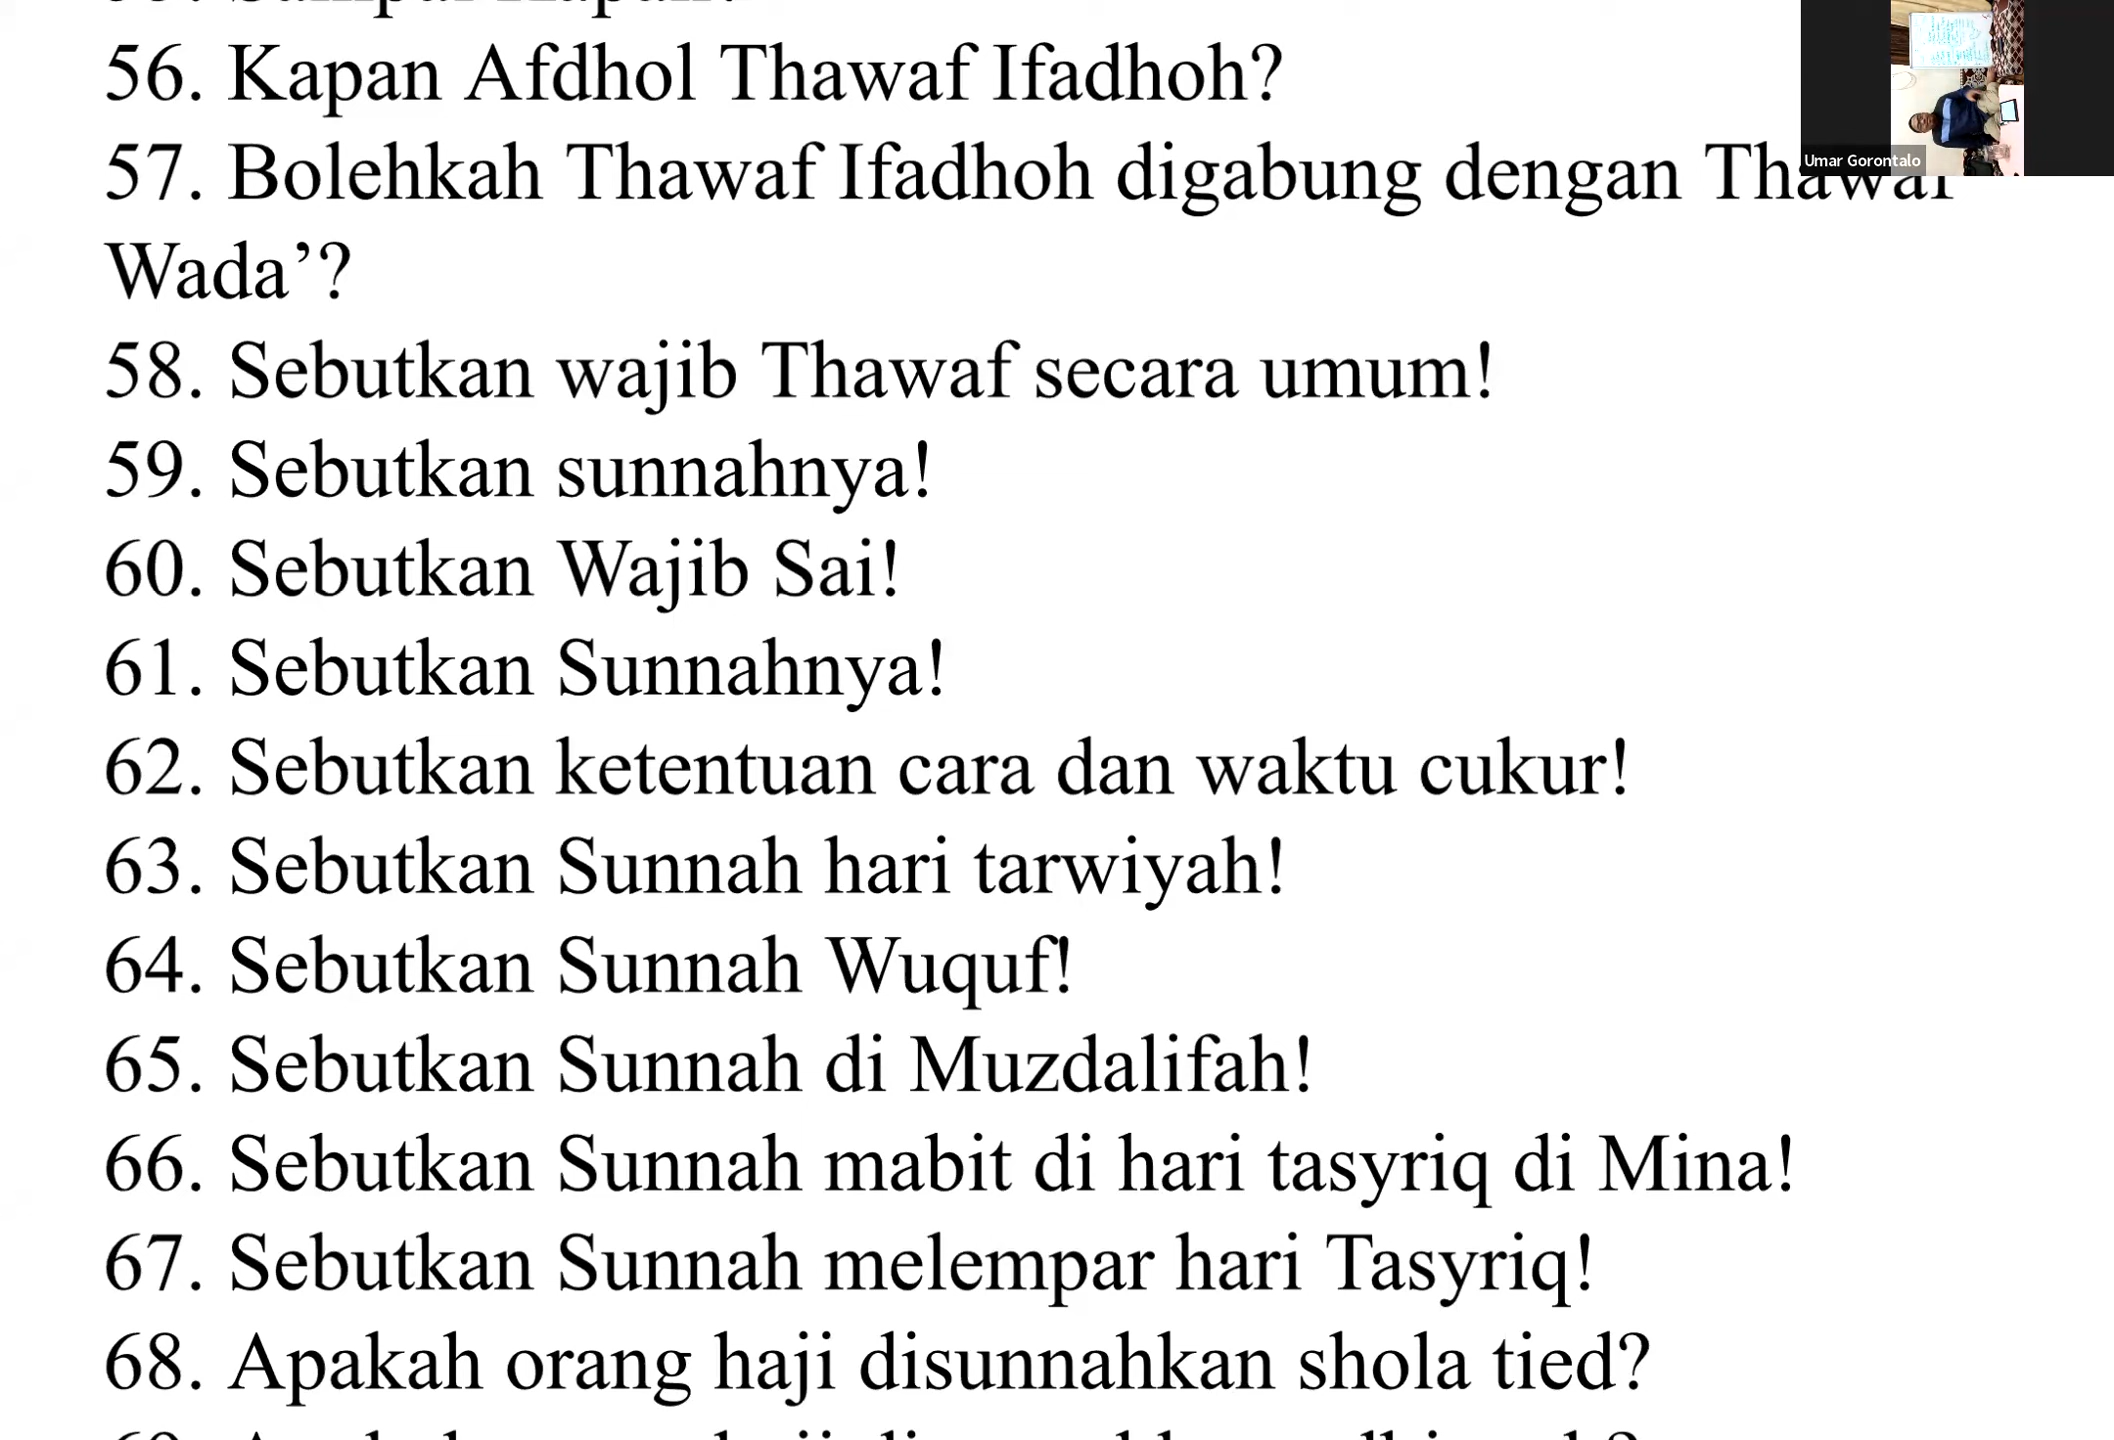 56. Kapan Afdhol Thawaf Ifadhoh?
57. Bolehkah Thawaf Ifadhoh digabung dengan Thawaf
Wada’?
58. Sebutkan wajib Thawaf secara umum!
59. Sebutkan sunnahnya!
60. Sebutkan Wajib Sai!
61. Sebutkan Sunnahnya!
62. Sebutkan ketentuan cara dan waktu cukur!
63. Sebutkan Sunnah hari tarwiyah!
64. Sebutkan Sunnah Wuquf!
65. Sebutkan Sunnah di Muzdalifah!
66. Sebutkan Sunnah mabit di hari tasyriq di Mina!
67. Sebutkan Sunnah melempar hari Tasyriq!
68. Apakah orang haji disunnahkan shola tied?
Umar Gorontalo